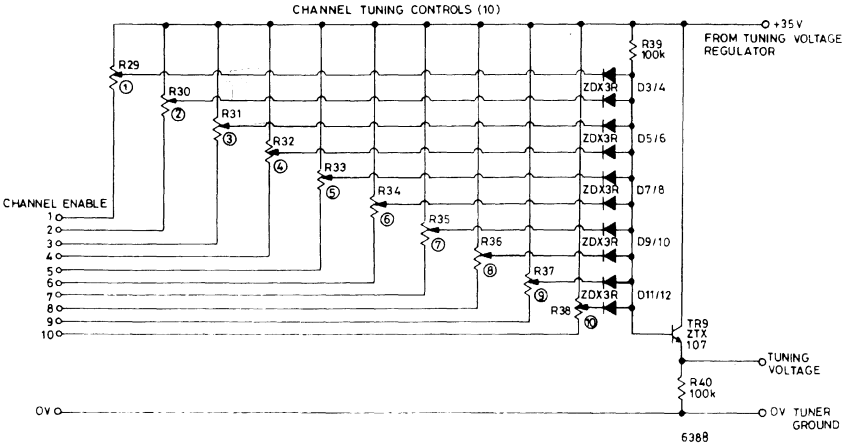 CHANNEL TUNING CONTROLS (10)
+35V
FROM TUNING VOLTAGE
REGULATOR
R39
100k
R29
1
ZDX3R
D3/4
R30
2
R31
3
ZDX3R
D5/6
R32
4
R33
5
ZDX3R
D7/8
R34
6
R35
7
ZDX3R
D9/10
R36
8
R37
9
ZDX3R
D11/12
R38
10
CHANNEL ENABLE
1
2
3
4
5
6
7
8
9
10
TR9
ZTX
107
TUNING
VOLTAGE
R40
100k
0V
0V TUNER
GROUND
6388